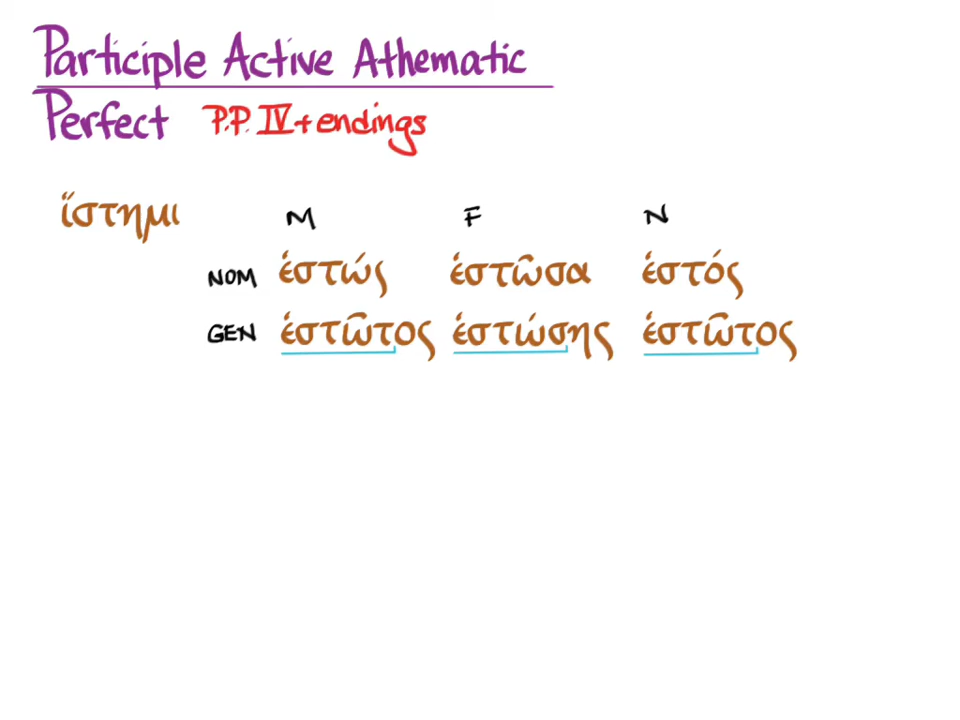 Participle Active Athematic
Perfect P.P. IV + endings
ἵστημι M F N
NOM ἑστώς ἑστῶσα ἑστός
GEN ἑστῶτος ἑστώσης ἑστῶτος